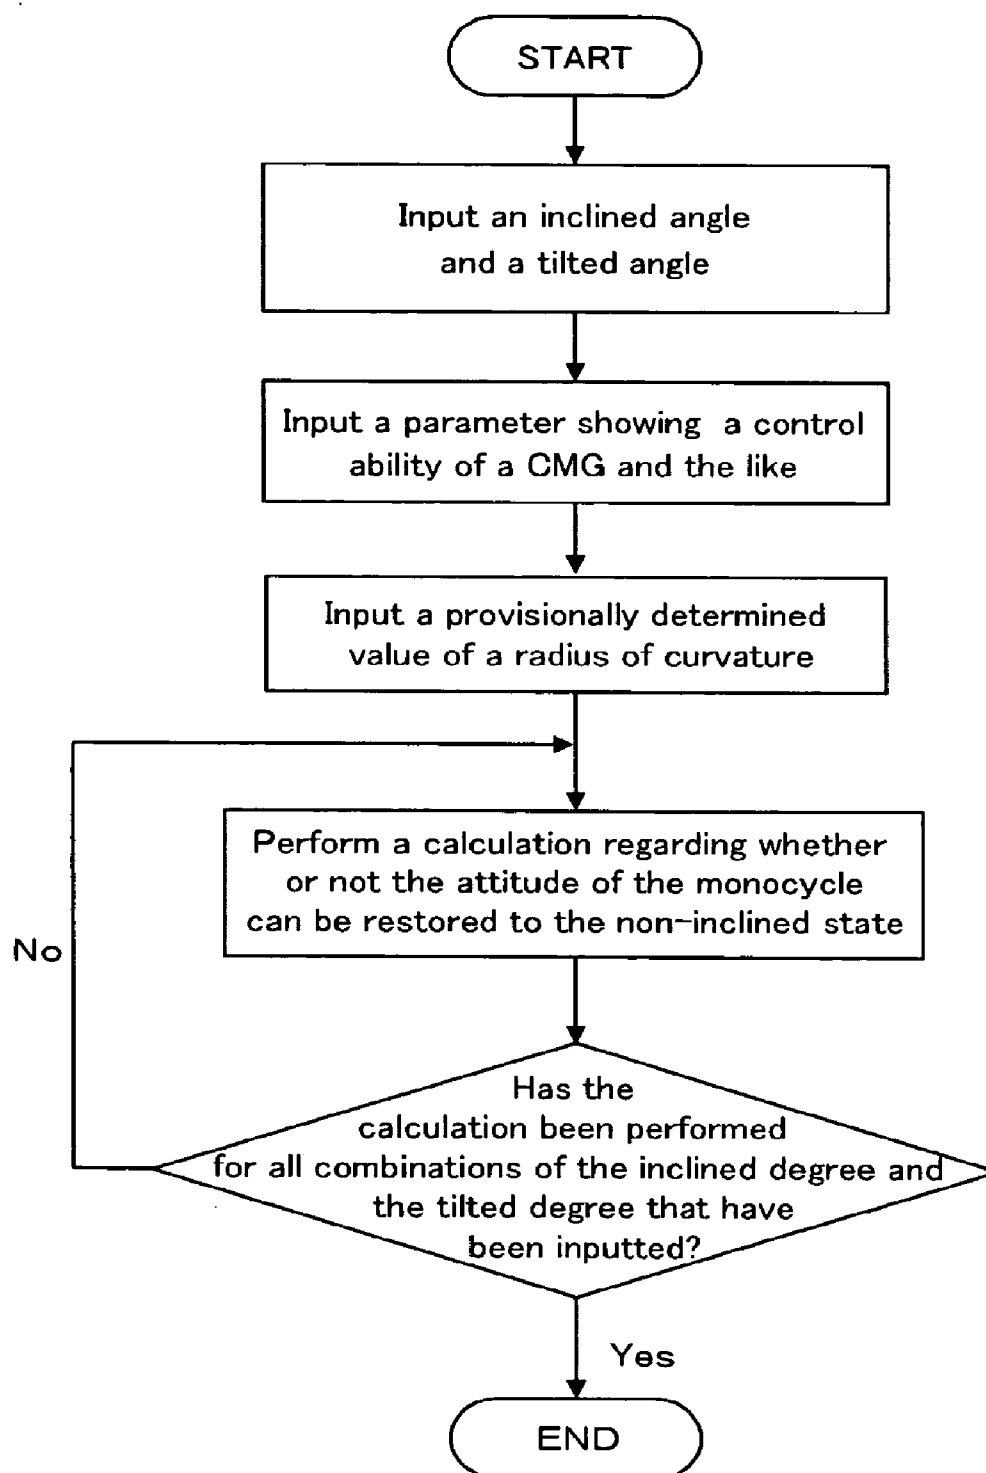 START
Input an inclined angle
and a tilted angle
Input a parameter showing a control
ability of a CMG and the like
Input a provisionally determined
value of a radius of curvature
Perform a calculation regarding whether
or not the attitude of the monocycle
can be restored to the non-inclined state
No
Has the
calculation been performed
for all combinations of the inclined degree and
the tilted degree that have
been inputted?
Yes
END